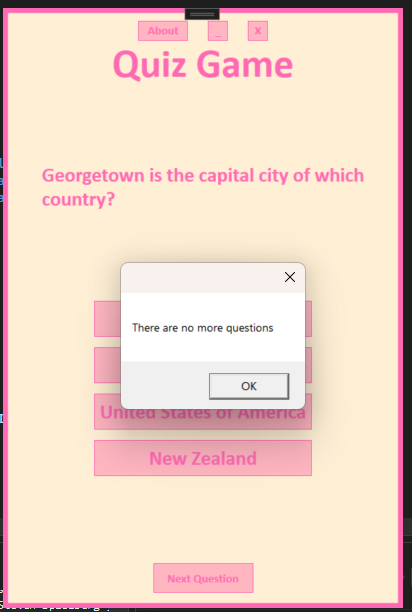 About _ X
Quiz Game
Georgetown is the capital city of which
country?
There are no more questions
OK
United States of America
New Zealand
Next Question